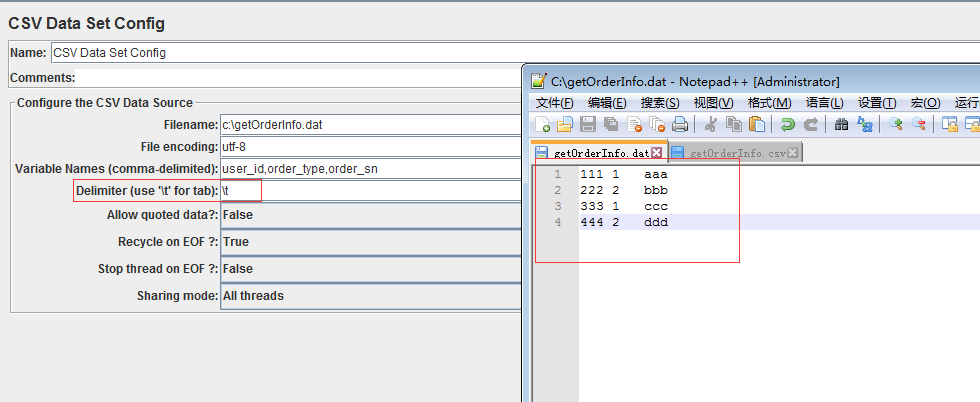 CSV Data Set Config
Name: CSV Data Set Config
Comments:
Configure the CSV Data Source
Filename: c:\getOrderInfo.dat
File encoding: utf-8
Variable Names (comma-delimited): user_id,order_type,order_sn
Delimiter (use '\t' for tab): \t
Allow quoted data?: False
Recycle on EOF ?: True
Stop thread on EOF ?: False
Sharing mode: All threads
C:\getOrderInfo.dat - Notepad++ [Administrator]
文件(F) 编辑(E) 搜索(S) 视图(V) 格式(M) 语言(L) 设置(T) 宏(O) 运行
getOrderInfo.dat getOrderInfo.csv
1 111 1 aaa
2 222 2 bbb
3 333 1 ccc
4 444 2 ddd